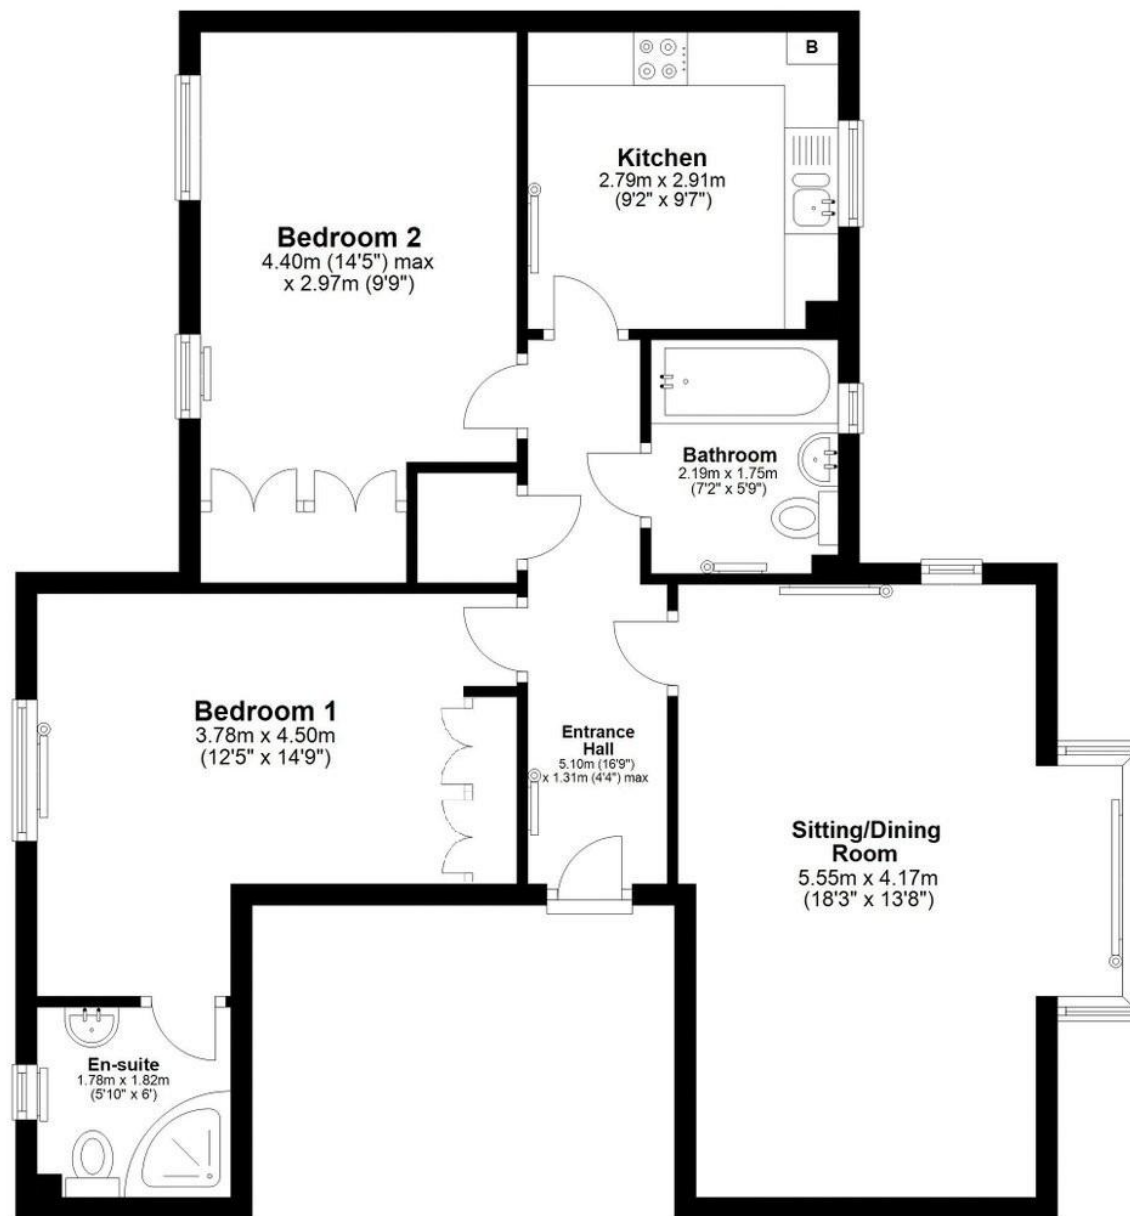 B
Kitchen
2.79m x 2.91m
(9'2" x 9'7")
Bedroom 2
4.40m (14'5") max
x 2.97m (9'9")
Bathroom
2.19m x 1.75m
(7'2" x 5'9")
Bedroom 1
3.78m x 4.50m
(12'5" x 14'9")
Entrance
Hall
5.10m (16'9")
x 1.31m (4'4") max
Sitting/Dining
Room
5.55m x 4.17m
(18'3" x 13'8")
En-suite
1.78m x 1.82m
(5'10" x 6')